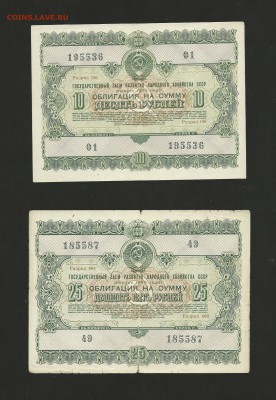 COINS.LAVE.RU
195536 01
ГОСУДАРСТВЕННЫЙ ЗАЕМ РАЗВИТИЯ НАРОДНОГО ХОЗЯЙСТВА СССР
10 ОБЛИГАЦИЯ НА СУММУ 10
ДЕСЯТЬ РУБЛЕЙ
01 195536
10
185587 49
ГОСУДАРСТВЕННЫЙ ЗАЕМ РАЗВИТИЯ НАРОДНОГО ХОЗЯЙСТВА СССР
25 ОБЛИГАЦИЯ НА СУММУ 25
ДВАДЦАТЬ ПЯТЬ РУБЛЕЙ
49 185587
25